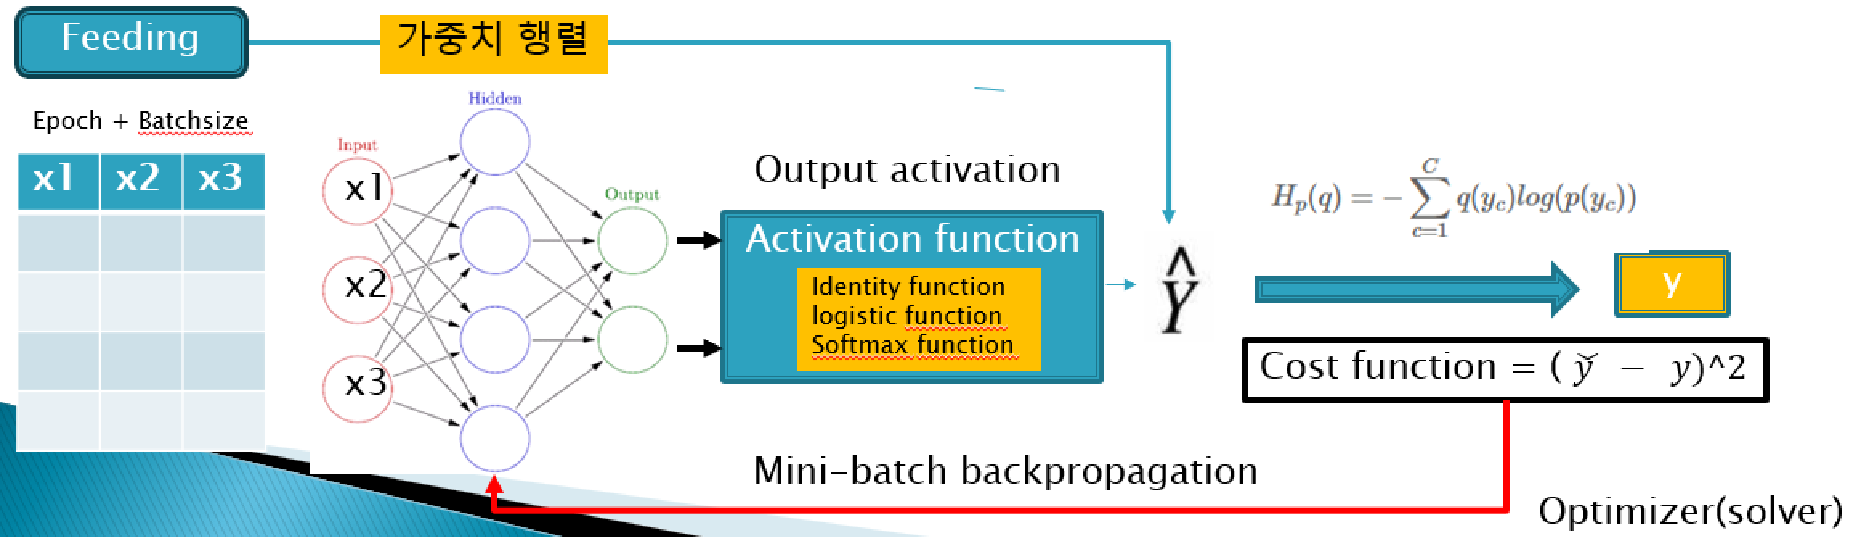 Feeding
가중치 행렬
Epoch + Batchsize
x1 x2 x3
Hidden
Input
Output
x1
x2
x3
Output activation
Activation function
Identity function
logistic function
Softmax function
Ŷ
H_p(q) = − ∑_{c=1}^{C} q(y_c)log(p(y_c))
y
Cost function = ( y̌ − y)^2
Mini-batch backpropagation
Optimizer(solver)